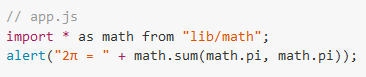 // app.js
import * as math from "lib/math";
alert("2π = " + math.sum(math.pi, math.pi));